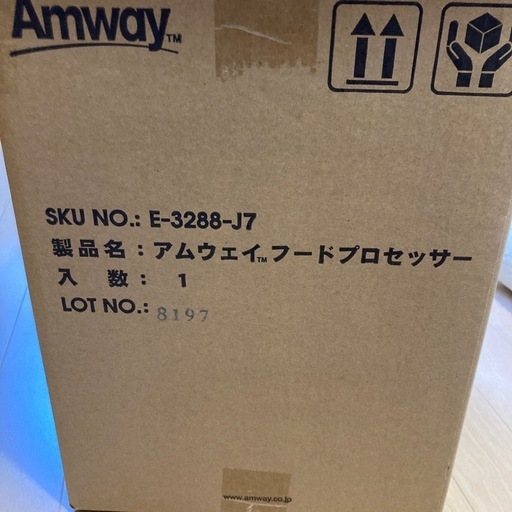 Amway™
SKU NO.: E-3288-J7
製品名：アムウェイ™フードプロセッサー
入　数： 1
LOT NO.: 8197
www.amway.co.jp